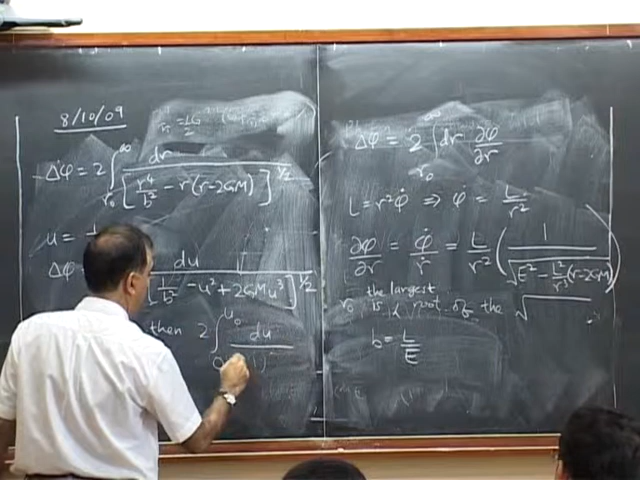 8/10/09
Δφ = 2 ∫_{r₀}^{∞} dr / [r⁴/b² − r(r−2GM)]^{1/2}
u = 1
Δφ du / [1/b² − u² + 2GMu³]^{1/2}
then 2 ∫_{0}^{u₀} du
Δφ = 2 ∫_{r₀}^{∞} dr ∂φ/∂r
L = r²φ̇ ⇒ φ̇ = L/r²
∂φ/∂r = φ̇/ṙ = L/r² (1 / √(E² − L²/r³(r−2GM)))
r₀ is the largest root of the √
b = L/E